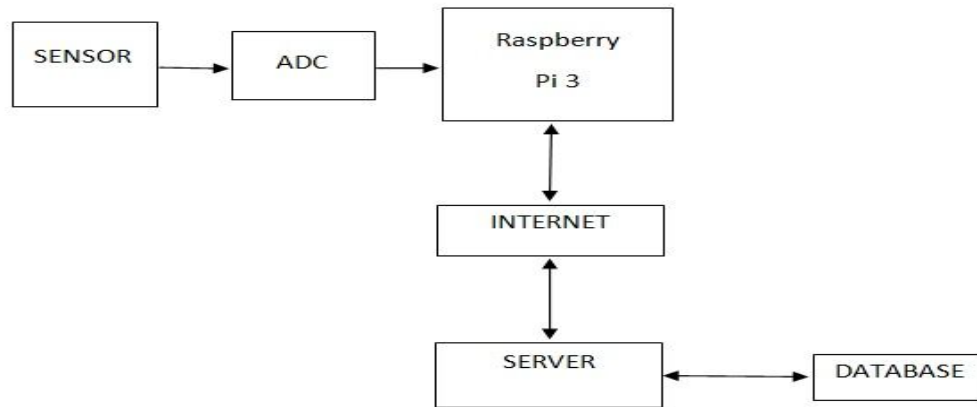 SENSOR
ADC
Raspberry
Pi 3
INTERNET
SERVER
DATABASE